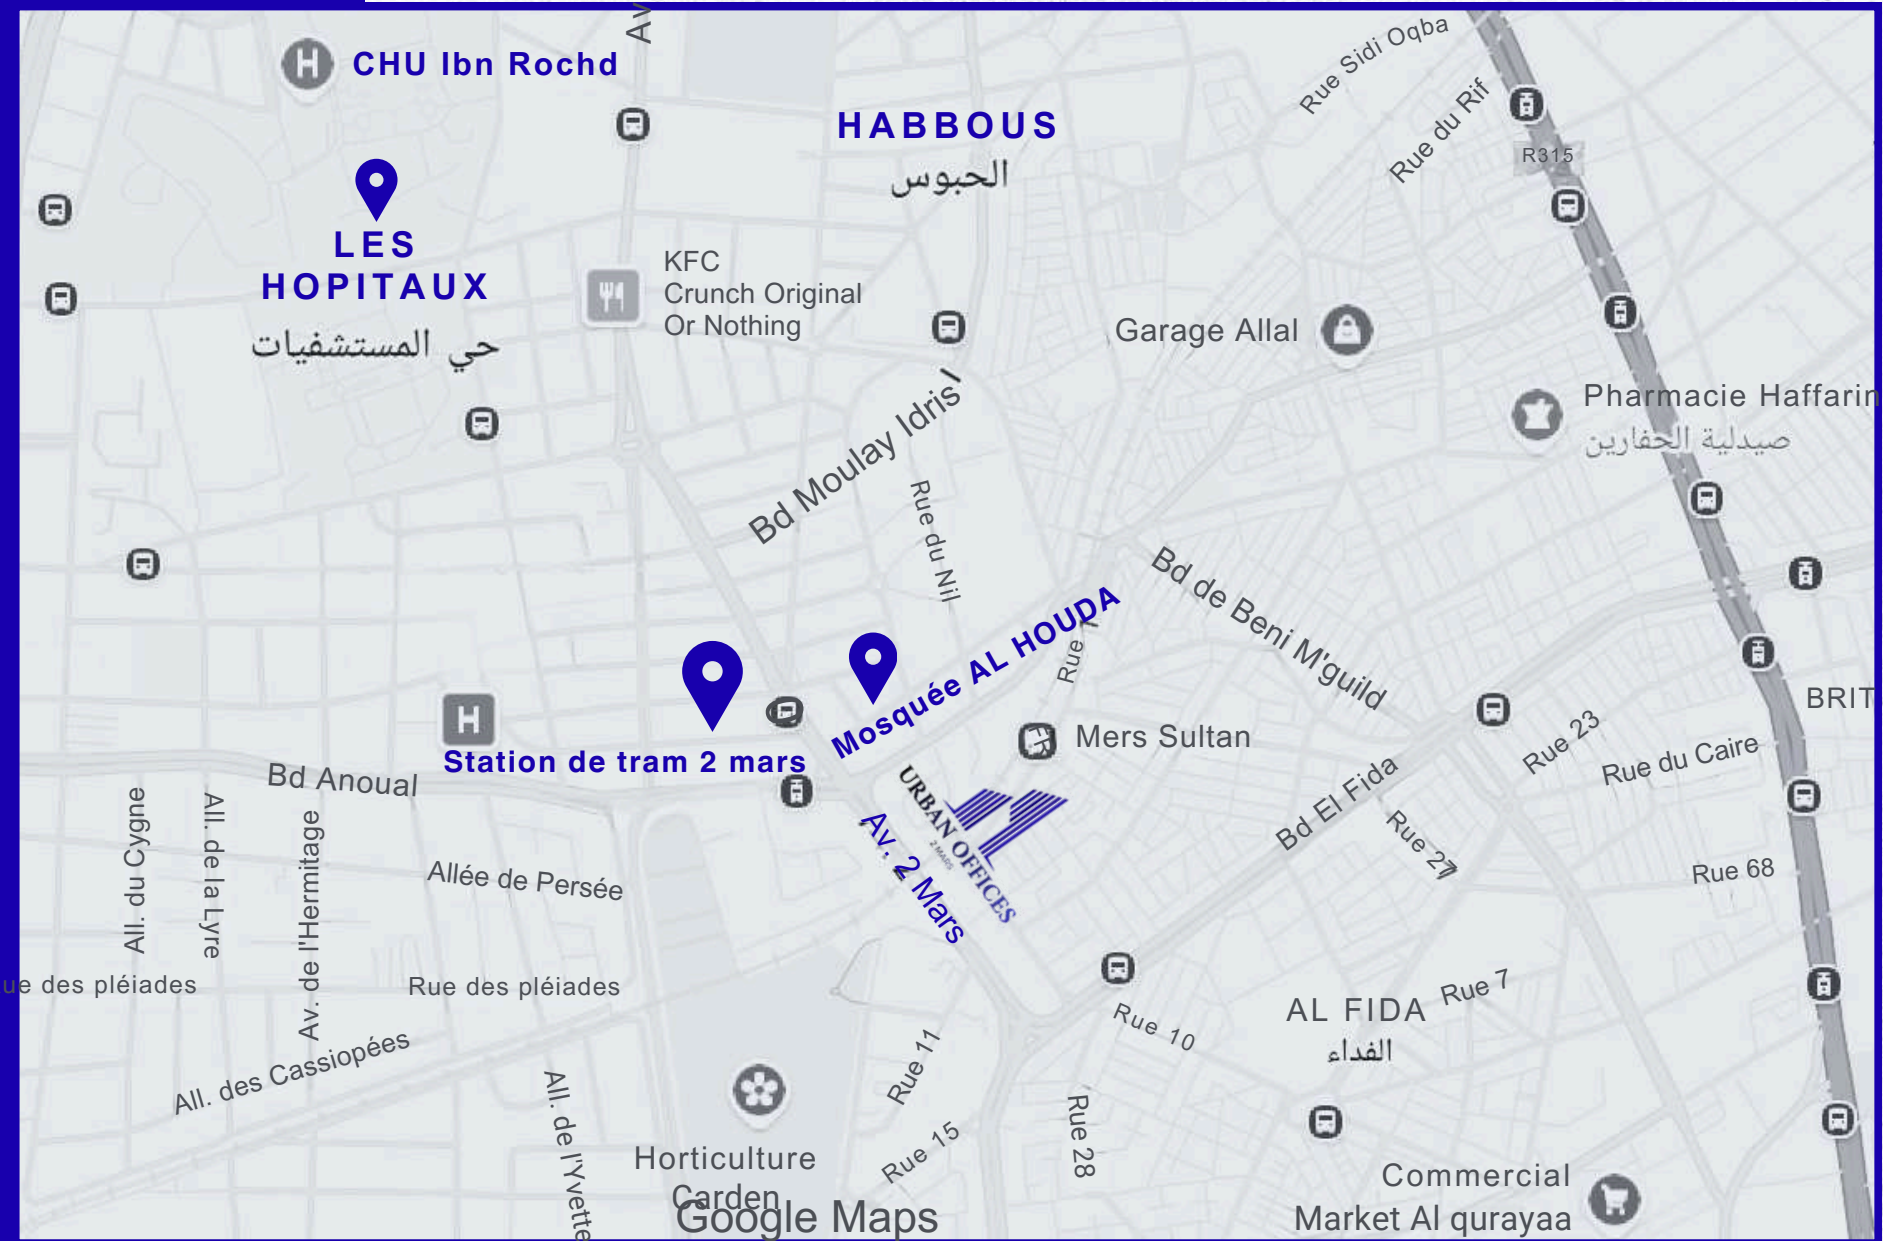 Av
CHU Ibn Rochd
Rue Sidi Oqba
Rue du Rif
HABBOUS
الحبوس
R315
LES
HOPITAUX
حي المستشفيات
KFC
Crunch Original
Or Nothing
Garage Allal
Pharmacie Haffarin
صيدلية الحفارين
Bd Moulay Idris I
Rue du Nil
Bd de Beni M'guild
Mosquée AL HOUDA
Rue 1
BRIT
Station de tram 2 mars
Mers Sultan
Rue 23
Rue du Caire
Bd Anoual
URBAN OFFICES
2 MARS
Av. 2 Mars
Bd El Fida
Rue 27
Rue 68
All. du Cygne
All. de la Lyre
Av. de l'Hermitage
Allée de Persée
ue des pléiades
Rue des pléiades
Rue 7
AL FIDA
الفداء
Rue 10
All. des Cassiopées
Rue 11
All. de l'Yvette
Rue 15
Rue 28
Horticulture
Garden
Google Maps
Commercial
Market Al qurayaa